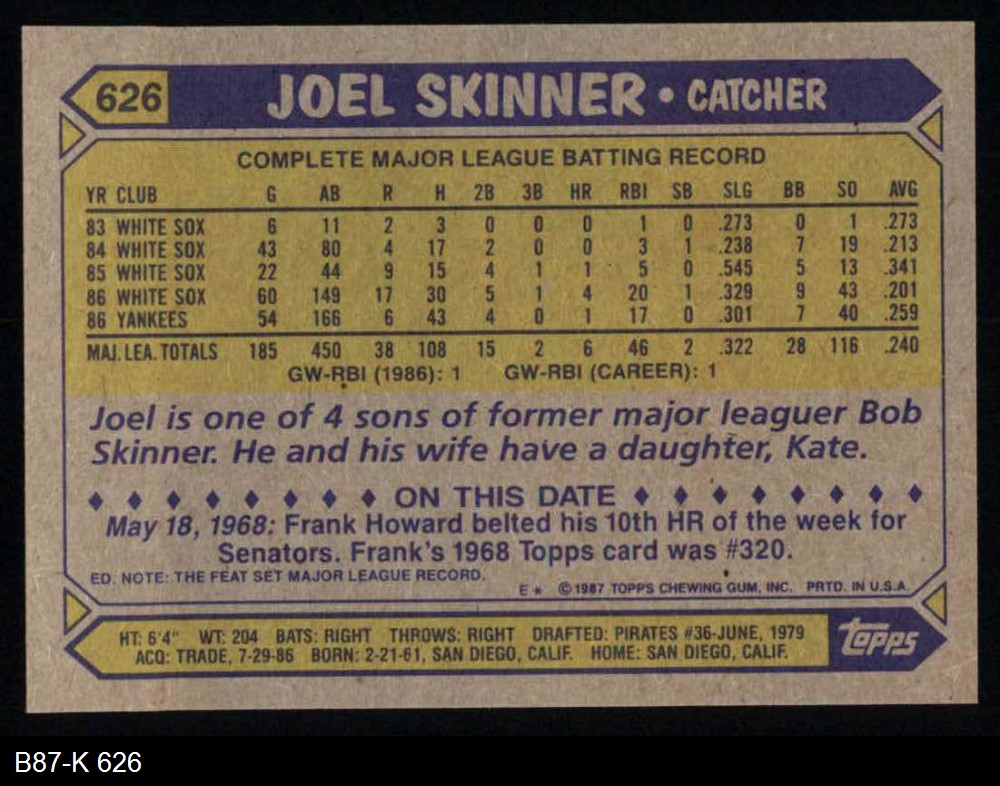 626 JOEL SKINNER • CATCHER
COMPLETE MAJOR LEAGUE BATTING RECORD
YR CLUB G AB R H 2B 3B HR RBI SB SLG BB SO AVG
83 WHITE SOX 6 11 2 3 0 0 0 1 0 .273 0 1 .273
84 WHITE SOX 43 80 4 17 2 0 0 3 1 .238 7 19 .213
85 WHITE SOX 22 44 9 15 4 1 1 5 0 .545 5 13 .341
86 WHITE SOX 60 149 17 30 5 1 4 20 1 .329 9 43 .201
86 YANKEES 54 166 6 43 4 0 1 17 0 .301 7 40 .259
MAJ. LEA. TOTALS 185 450 38 108 15 2 6 46 2 .322 28 116 .240
GW-RBI (1986): 1 GW-RBI (CAREER): 1
Joel is one of 4 sons of former major leaguer Bob
Skinner. He and his wife have a daughter, Kate.
♦ ♦ ♦ ♦ ♦ ♦ ♦ ♦ ON THIS DATE ♦ ♦ ♦ ♦ ♦ ♦ ♦ ♦
May 18, 1968: Frank Howard belted his 10th HR of the week for
Senators. Frank's 1968 Topps card was #320.
ED. NOTE: THE FEAT SET MAJOR LEAGUE RECORD.
E * © 1987 TOPPS CHEWING GUM, INC. PRTD. IN U.S.A.
HT: 6'4" WT: 204 BATS: RIGHT THROWS: RIGHT DRAFTED: PIRATES #36-JUNE, 1979
ACQ: TRADE, 7-29-86 BORN: 2-21-61, SAN DIEGO, CALIF. HOME: SAN DIEGO, CALIF.
topps
B87-K 626